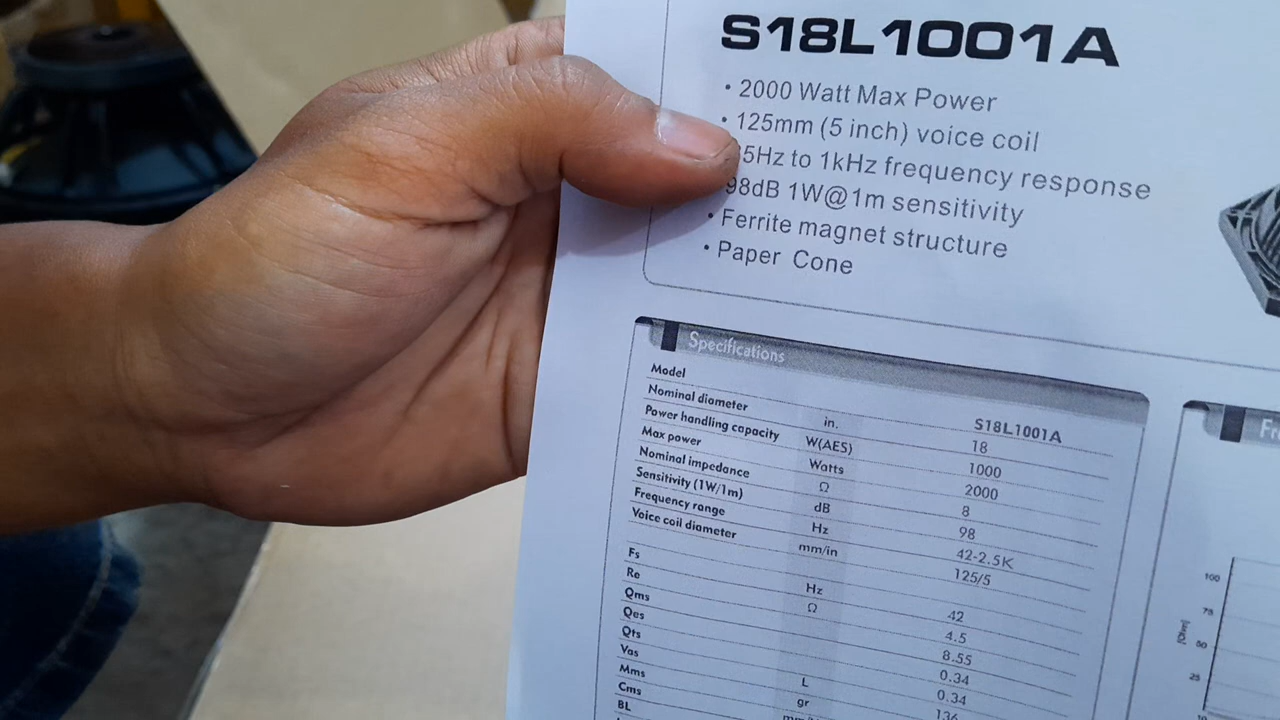 S18L1001A
• 2000 Watt Max Power
• 125mm (5 inch) voice coil
5Hz to 1kHz frequency response
98dB 1W@1m sensitivity
• Ferrite magnet structure
• Paper Cone
Specifications
Model S18L1001A
Nominal diameter in. 18
Power handling capacity W(AES) 1000
Max power Watts 2000
Nominal impedance Ω 8
Sensitivity (1W/1m) dB 98
Frequency range Hz 42-2.5K
Voice coil diameter mm/in 125/5
Fs Hz 42
Re Ω 4.5
Qms 8.55
Qes 0.34
Qts 0.34
Vas L 136
Mms gr
Cms
BL
Fr
100
75
50
25
[Ohm]